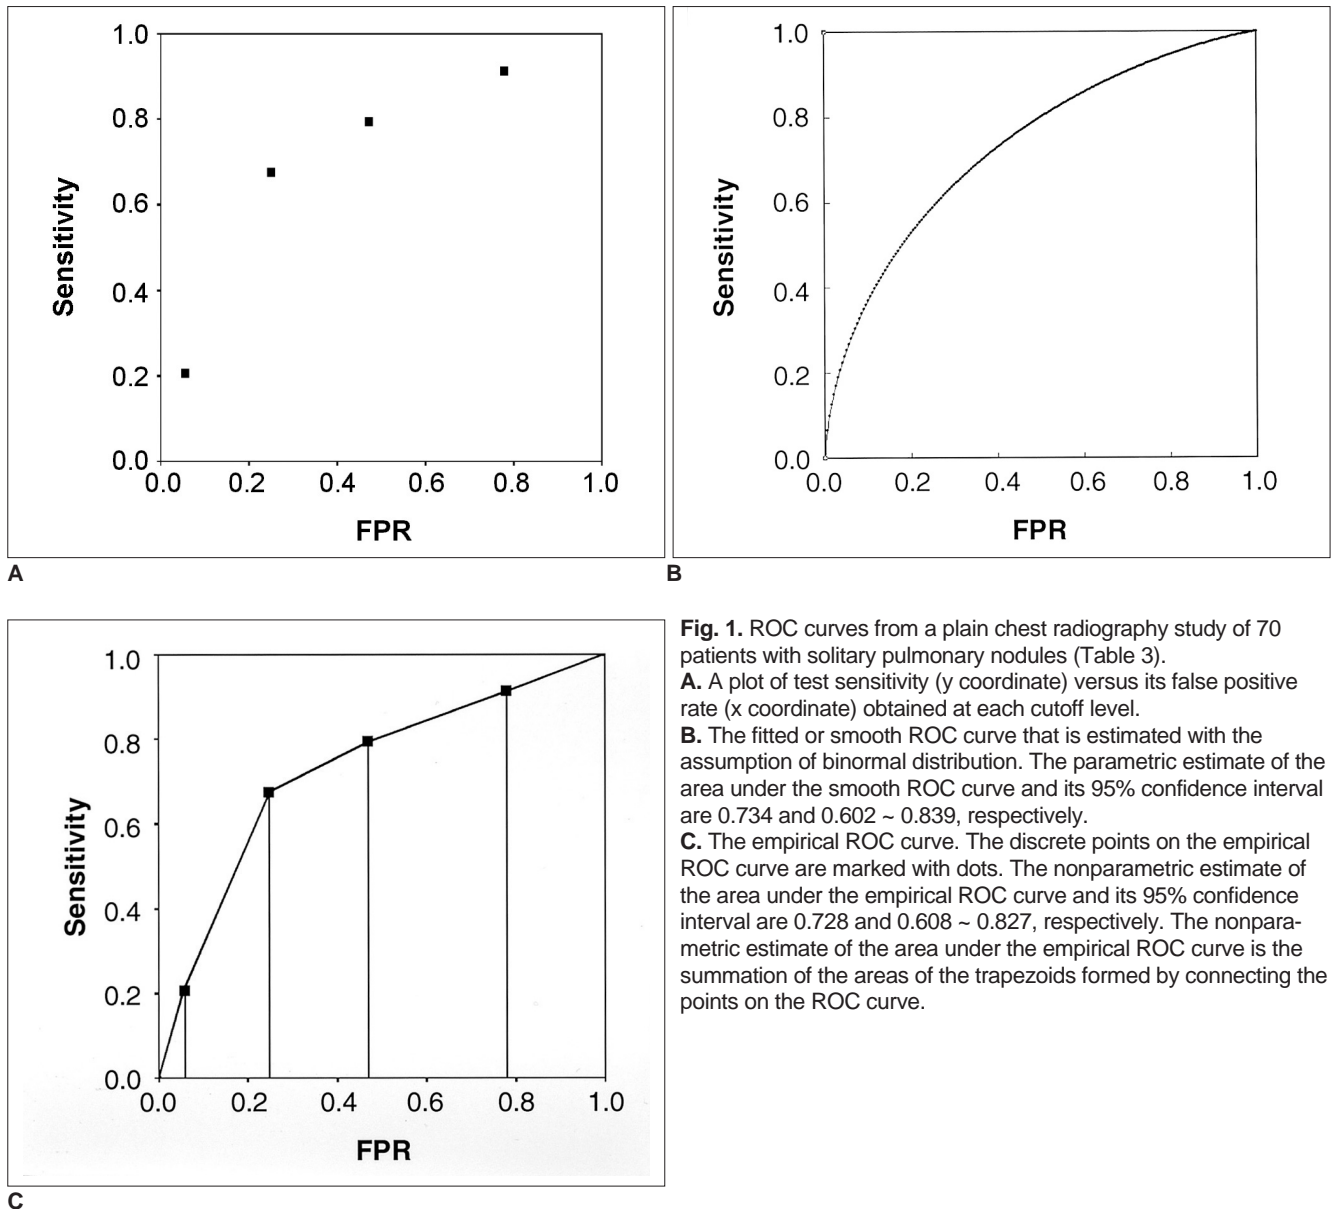 1.0
0.8
0.6
0.4
0.2
0.0
Sensitivity
0.0 0.2 0.4 0.6 0.8 1.0
FPR
A
1.0
0.8
0.6
0.4
0.2
0.0
Sensitivity
0.0 0.2 0.4 0.6 0.8 1.0
FPR
B
1.0
0.8
0.6
0.4
0.2
0.0
Sensitivity
0.0 0.2 0.4 0.6 0.8 1.0
FPR
C
Fig. 1. ROC curves from a plain chest radiography study of 70
patients with solitary pulmonary nodules (Table 3).
A. A plot of test sensitivity (y coordinate) versus its false positive
rate (x coordinate) obtained at each cutoff level.
B. The fitted or smooth ROC curve that is estimated with the
assumption of binormal distribution. The parametric estimate of the
area under the smooth ROC curve and its 95% confidence interval
are 0.734 and 0.602 ~ 0.839, respectively.
C. The empirical ROC curve. The discrete points on the empirical
ROC curve are marked with dots. The nonparametric estimate of
the area under the empirical ROC curve and its 95% confidence
interval are 0.728 and 0.608 ~ 0.827, respectively. The nonpara-
metric estimate of the area under the empirical ROC curve is the
summation of the areas of the trapezoids formed by connecting the
points on the ROC curve.